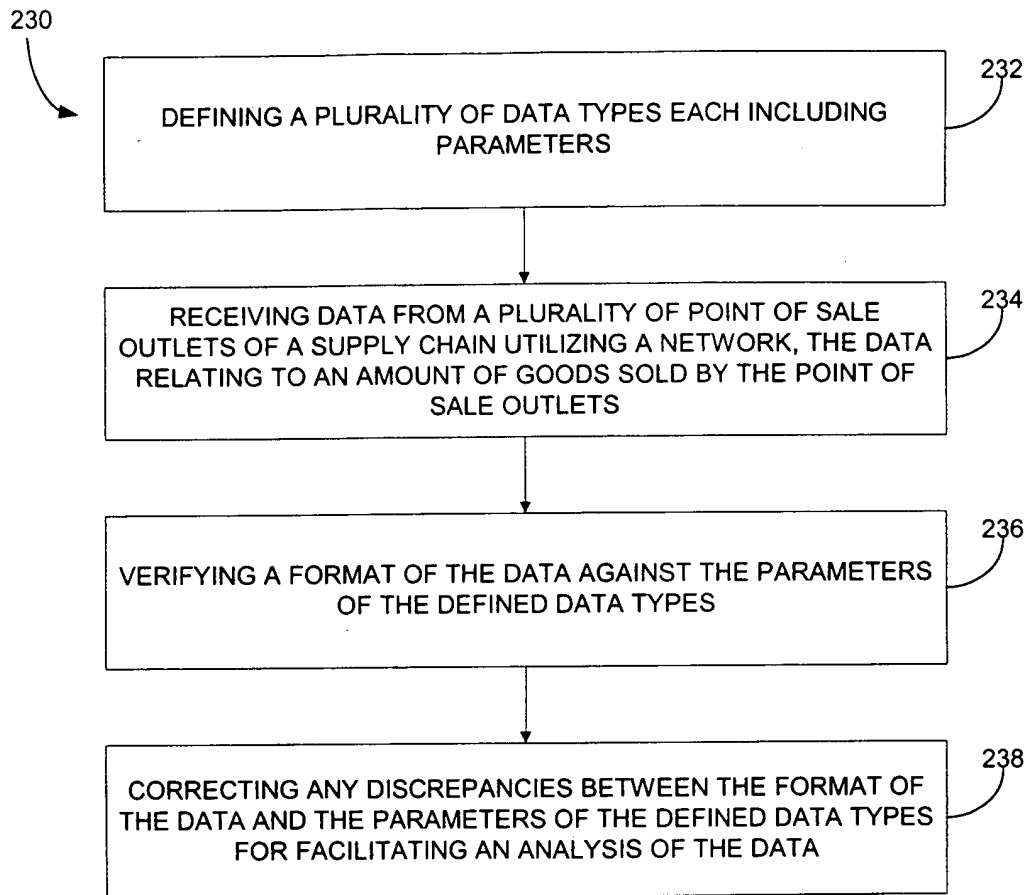 230
232
DEFINING A PLURALITY OF DATA TYPES EACH INCLUDING
PARAMETERS
234
RECEIVING DATA FROM A PLURALITY OF POINT OF SALE
OUTLETS OF A SUPPLY CHAIN UTILIZING A NETWORK, THE DATA
RELATING TO AN AMOUNT OF GOODS SOLD BY THE POINT OF
SALE OUTLETS
236
VERIFYING A FORMAT OF THE DATA AGAINST THE PARAMETERS
OF THE DEFINED DATA TYPES
238
CORRECTING ANY DISCREPANCIES BETWEEN THE FORMAT OF
THE DATA AND THE PARAMETERS OF THE DEFINED DATA TYPES
FOR FACILITATING AN ANALYSIS OF THE DATA